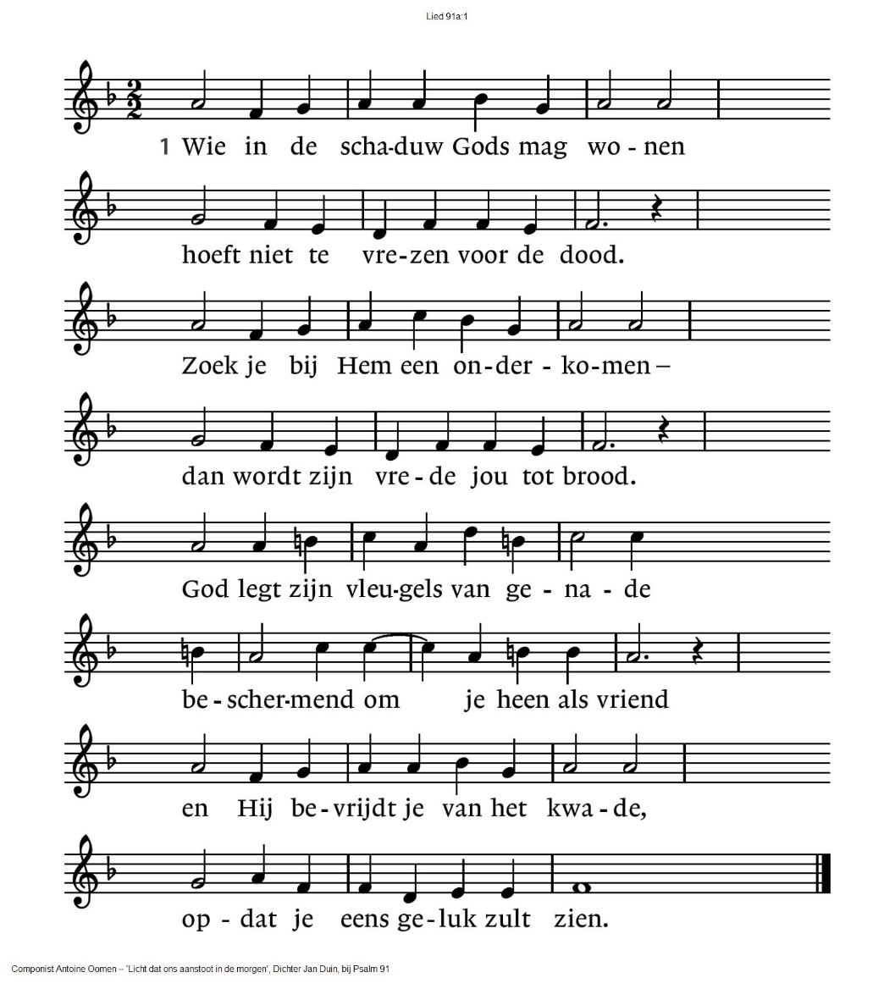 Lied 91a:1
1 Wie in de scha-duw Gods mag wo - nen
hoeft niet te vre-zen voor de dood.
Zoek je bij Hem een on-der - ko-men –
dan wordt zijn vre - de jou tot brood.
God legt zijn vleu-gels van ge - na - de
be - scher-mend om je heen als vriend
en Hij be - vrijdt je van het kwa - de,
op - dat je eens ge - luk zult zien.
Componist Antoine Oomen – 'Licht dat ons aanstoot in de morgen', Dichter Jan Duin, bij Psalm 91